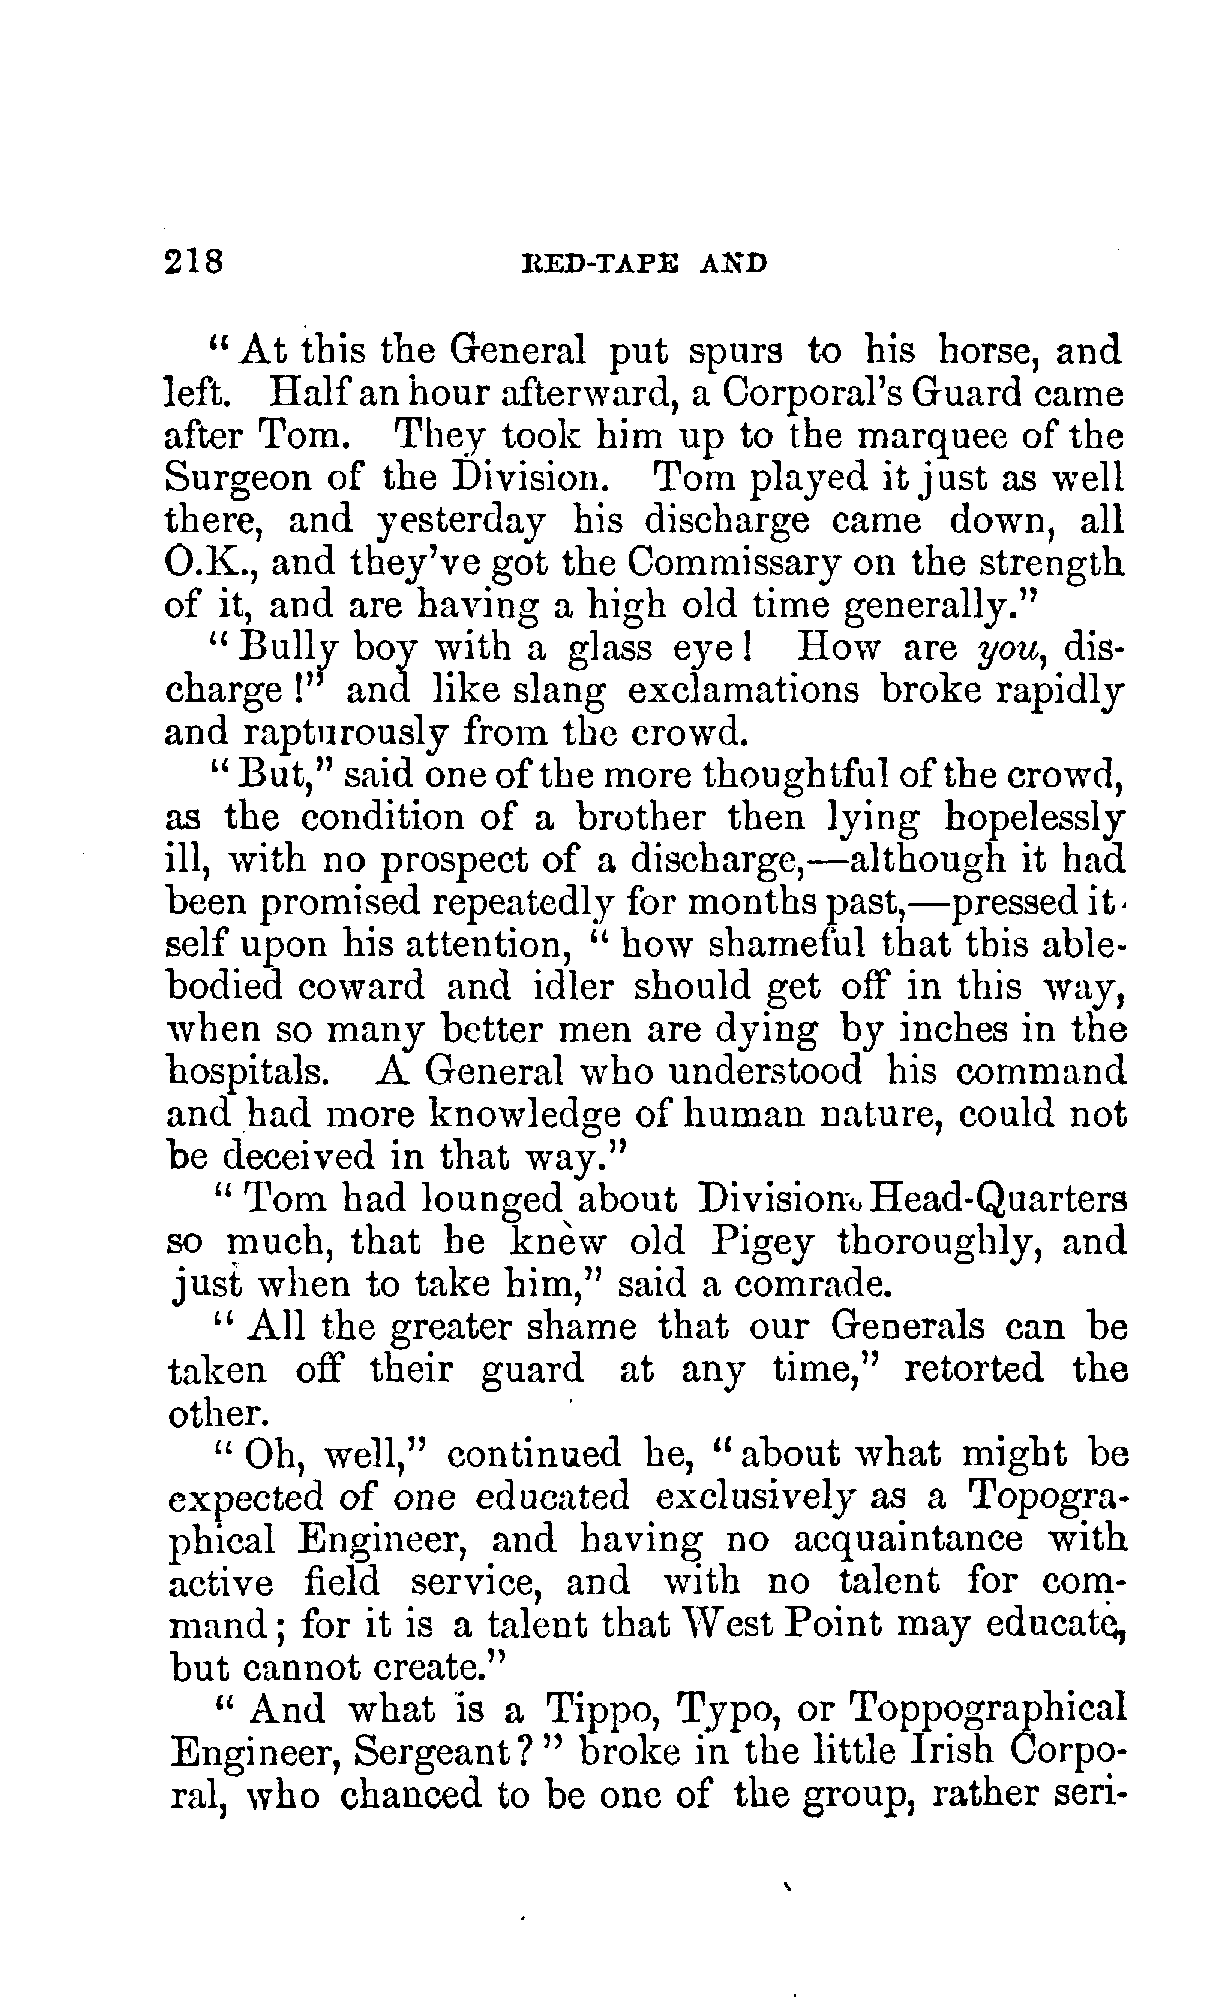 218 RED-TAPE AND
" At this the General put spurs to his horse, and
left. Half an hour afterward, a Corporal's Guard came
after Tom. They took him up to the marquee of the
Surgeon of the Division. Tom played it just as well
there, and yesterday his discharge came down, all
O.K., and they've got the Commissary on the strength
of it, and are having a high old time generally."
" Bully boy with a glass eye! How are you, dis-
charge!" and like slang exclamations broke rapidly
and rapturously from the crowd.
" But," said one of the more thoughtful of the crowd,
as the condition of a brother then lying hopelessly
ill, with no prospect of a discharge,—although it had
been promised repeatedly for months past,—pressed it-
self upon his attention, " how shameful that this able-
bodied coward and idler should get off in this way,
when so many better men are dying by inches in the
hospitals. A General who understood his command
and had more knowledge of human nature, could not
be deceived in that way."
" Tom had lounged about Division Head-Quarters
so much, that he knew old Pigey thoroughly, and
just when to take him," said a comrade.
" All the greater shame that our Generals can be
taken off their guard at any time," retorted the
other.
" Oh, well," continued he, " about what might be
expected of one educated exclusively as a Topogra-
phical Engineer, and having no acquaintance with
active field service, and with no talent for com-
mand; for it is a talent that West Point may educate,
but cannot create."
" And what is a Tippo, Typo, or Toppographical
Engineer, Sergeant?" broke in the little Irish Corpo-
ral, who chanced to be one of the group, rather seri-